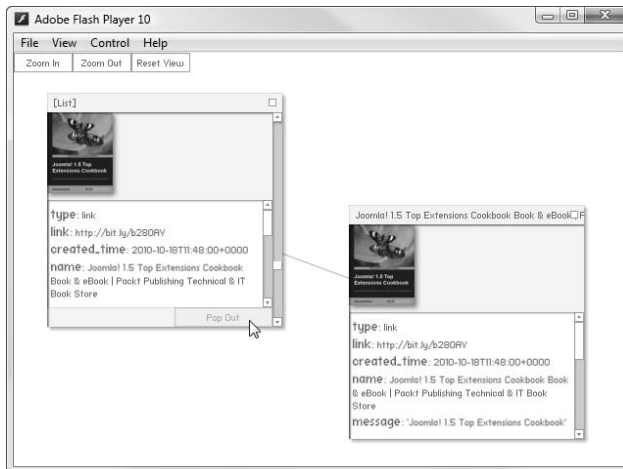 Adobe Flash Player 10
File View Control Help
Zoom In Zoom Out Reset View
[List]
Joomla! 1.5 Top
Extensions Cookbook
type: link
link: http://bit.ly/b280AV
created_time: 2010-10-18T11:48:00+0000
name: Joomla! 1.5 Top Extensions Cookbook
Book & eBook | Packt Publishing Technical & IT
Book Store
Pop Out
Joomla! 1.5 Top Extensions Cookbook Book & eBook
Joomla! 1.5 Top
Extensions Cookbook
type: link
link: http://bit.ly/b280AV
created_time: 2010-10-18T11:48:00+0000
name: Joomla! 1.5 Top Extensions Cookbook Book
& eBook | Packt Publishing Technical & IT Book
Store
message: 'Joomla! 1.5 Top Extensions Cookbook'